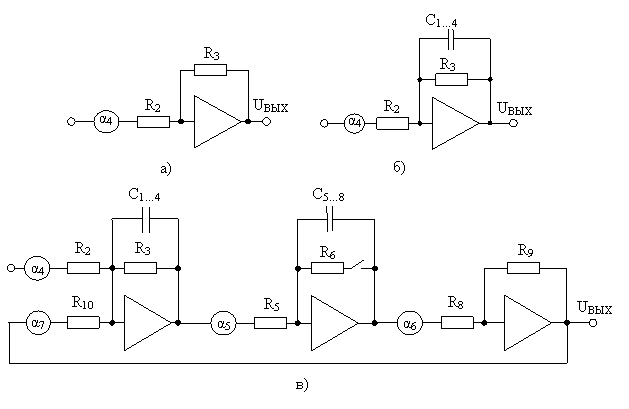 C1...4
R3
R3
R2
α4
UВЫХ
R2
α4
UВЫХ
а)
б)
C1...4
C5...8
R2
R3
R6
R9
α4
R10
R5
R8
UВЫХ
α7
α5
α6
в)